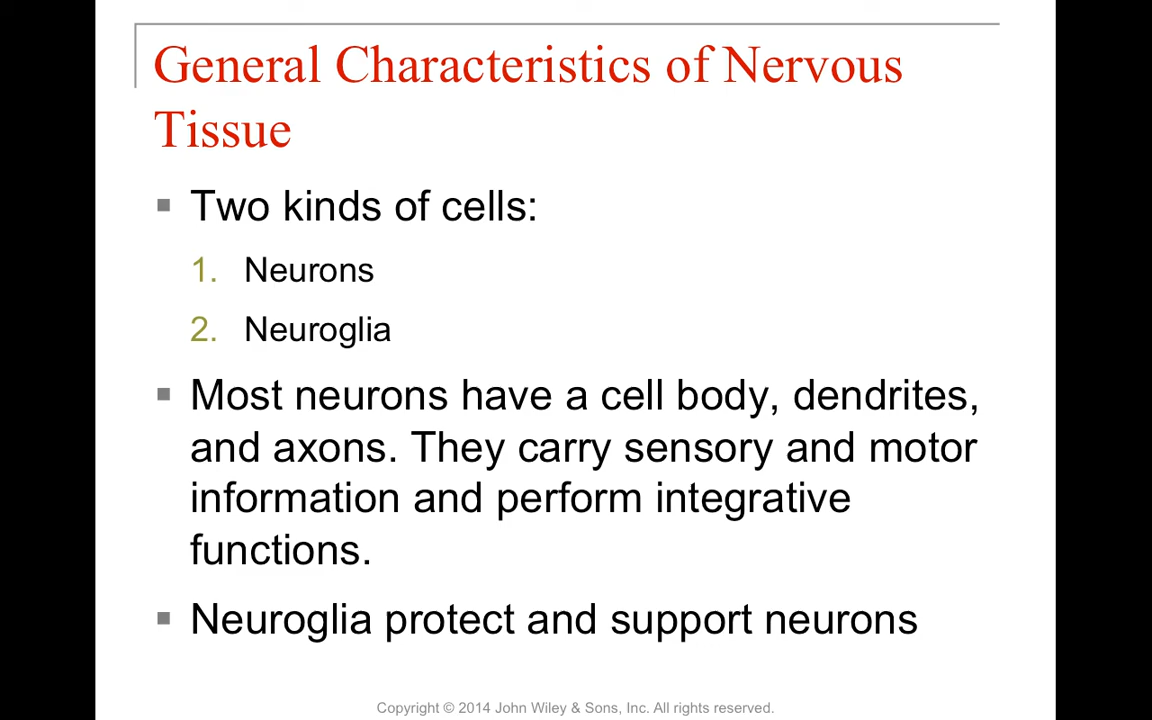 General Characteristics of Nervous
Tissue
Two kinds of cells:
1. Neurons
2. Neuroglia
Most neurons have a cell body, dendrites,
and axons. They carry sensory and motor
information and perform integrative
functions.
Neuroglia protect and support neurons
Copyright © 2014 John Wiley & Sons, Inc. All rights reserved.